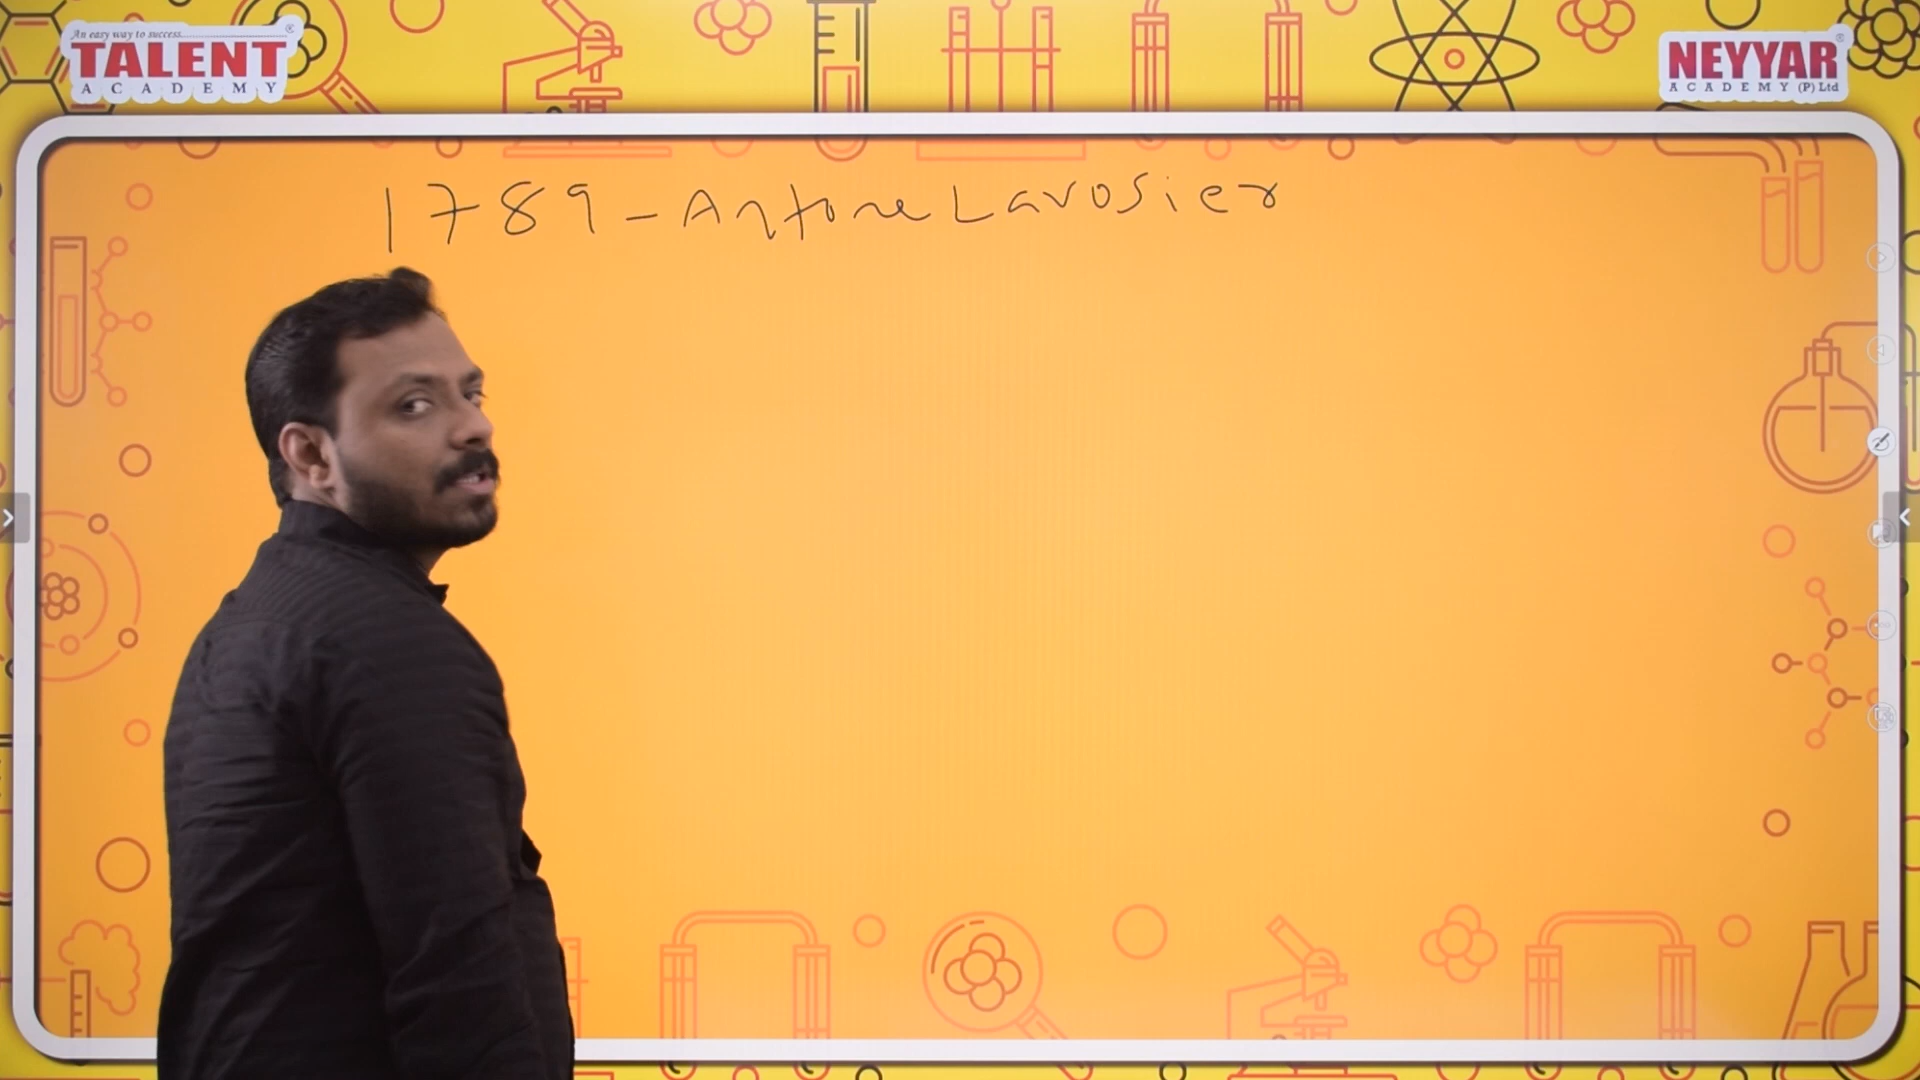 An easy way to success
TALENT
ACADEMY
NEYYAR
ACADEMY (P) Ltd
1789 - Antone Lavosier